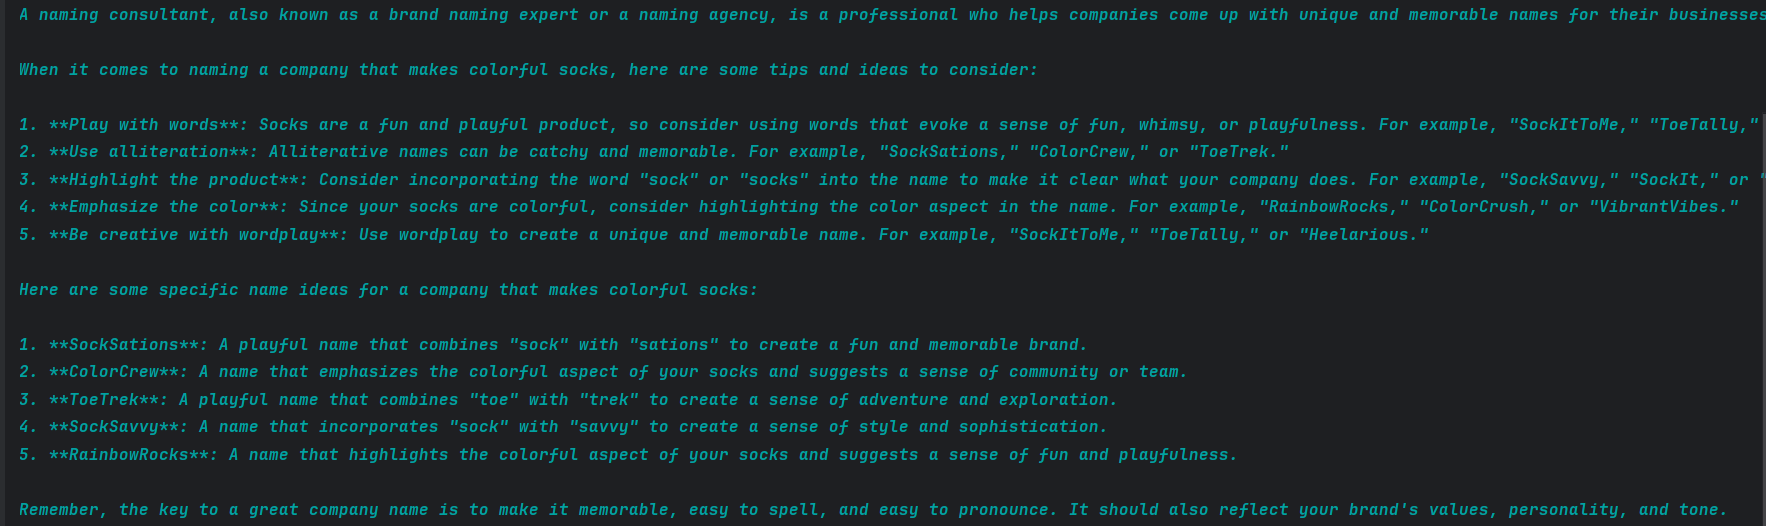 A naming consultant, also known as a brand naming expert or a naming agency, is a professional who helps companies come up with unique and memorable names for their businesses
When it comes to naming a company that makes colorful socks, here are some tips and ideas to consider:
1. **Play with words**: Socks are a fun and playful product, so consider using words that evoke a sense of fun, whimsy, or playfulness. For example, "SockItToMe," "ToeTally,"
2. **Use alliteration**: Alliterative names can be catchy and memorable. For example, "SockSations," "ColorCrew," or "ToeTrek."
3. **Highlight the product**: Consider incorporating the word "sock" or "socks" into the name to make it clear what your company does. For example, "SockSavvy," "SockIt," or "
4. **Emphasize the color**: Since your socks are colorful, consider highlighting the color aspect in the name. For example, "RainbowRocks," "ColorCrush," or "VibrantVibes."
5. **Be creative with wordplay**: Use wordplay to create a unique and memorable name. For example, "SockItToMe," "ToeTally," or "Heelarious."
Here are some specific name ideas for a company that makes colorful socks:
1. **SockSations**: A playful name that combines "sock" with "sations" to create a fun and memorable brand.
2. **ColorCrew**: A name that emphasizes the colorful aspect of your socks and suggests a sense of community or team.
3. **ToeTrek**: A playful name that combines "toe" with "trek" to create a sense of adventure and exploration.
4. **SockSavvy**: A name that incorporates "sock" with "savvy" to create a sense of style and sophistication.
5. **RainbowRocks**: A name that highlights the colorful aspect of your socks and suggests a sense of fun and playfulness.
Remember, the key to a great company name is to make it memorable, easy to spell, and easy to pronounce. It should also reflect your brand's values, personality, and tone.